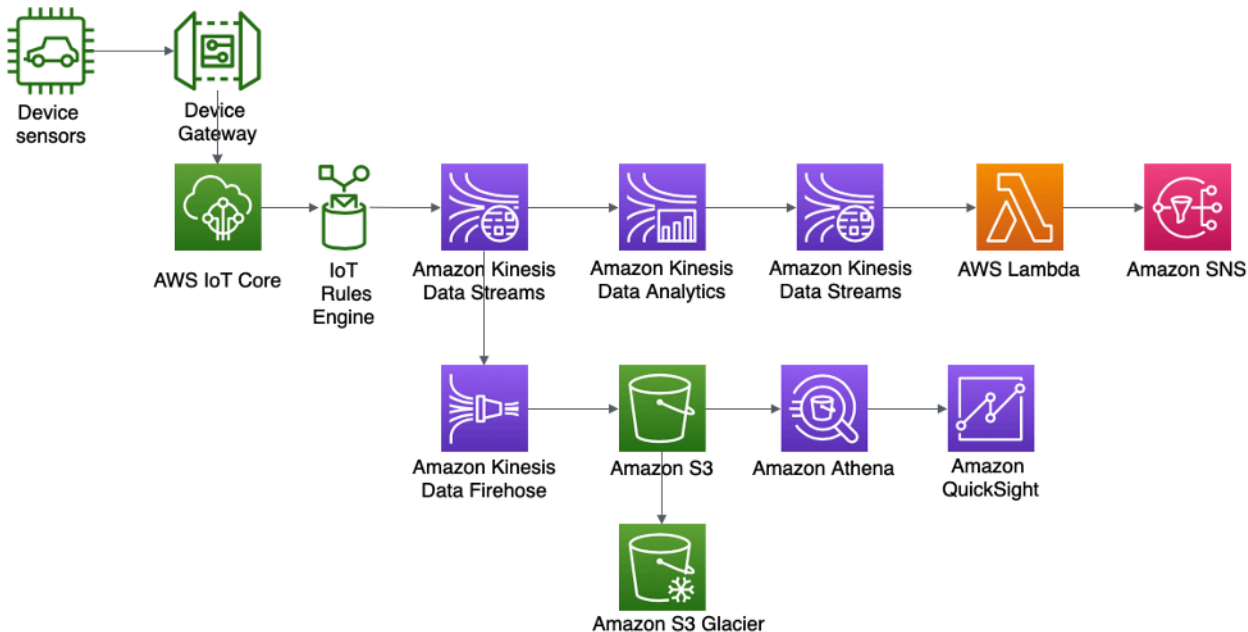 Device
sensors
Device
Gateway
AWS IoT Core
IoT
Rules
Engine
Amazon Kinesis
Data Streams
Amazon Kinesis
Data Analytics
Amazon Kinesis
Data Streams
AWS Lambda
Amazon SNS
Amazon Kinesis
Data Firehose
Amazon S3
Amazon Athena
Amazon
QuickSight
Amazon S3 Glacier